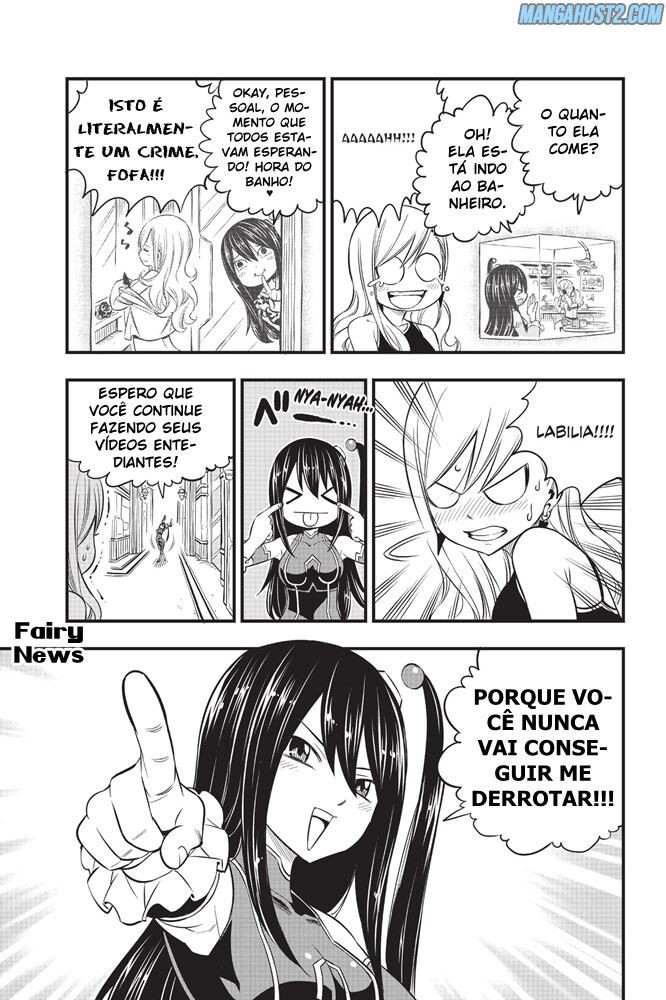 MANGAHOST2.COM
O QUAN-
TO ELA
COME?
OH!
ELA ES-
TÁ INDO
AO BA-
NHEIRO.
AAAAAHH!!!
OKAY, PES-
SOAL, O MO-
MENTO QUE
TODOS ESTA-
VAM ESPERAN-
DO! HORA DO
BANHO!
♥
ISTO É
LITERALMEN-
TE UM CRIME,
FOFA!!!
LABILIA!!!!
NYA-NYAH...
ESPERO QUE
VOCÊ CONTINUE
FAZENDO SEUS
VÍDEOS ENTE-
DIANTES!
Fairy
News
PORQUE VO-
CÊ NUNCA
VAI CONSE-
GUIR ME
DERROTAR!!!